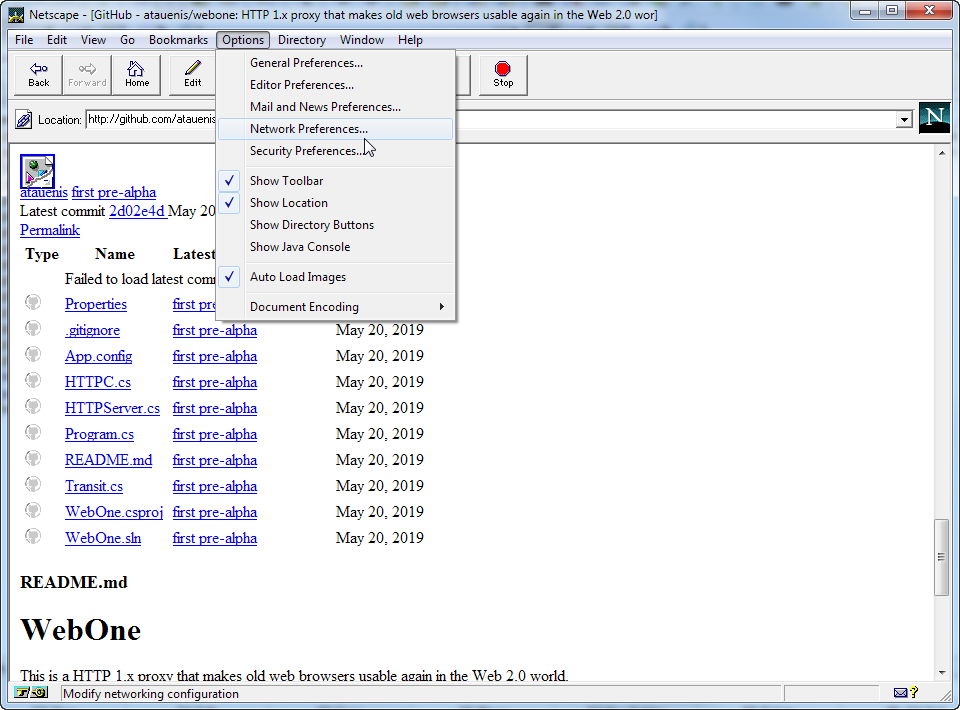 Netscape - [GitHub - atauenis/webone: HTTP 1.x proxy that makes old web browsers usable again in the Web 2.0 wor]
File Edit View Go Bookmarks Options Directory Window Help
Back Forward Home Edit Stop
Location: http://github.com/atauenis
N
General Preferences...
Editor Preferences...
Mail and News Preferences...
Network Preferences...
Security Preferences...
Show Toolbar
Show Location
Show Directory Buttons
Show Java Console
Auto Load Images
Document Encoding
atauenis first pre-alpha
Latest commit 2d02e4d May 20
Permalink
Type Name Latest
Failed to load latest com
Properties first pre
.gitignore first pre-alpha May 20, 2019
App.config first pre-alpha May 20, 2019
HTTPC.cs first pre-alpha May 20, 2019
HTTPServer.cs first pre-alpha May 20, 2019
Program.cs first pre-alpha May 20, 2019
README.md first pre-alpha May 20, 2019
Transit.cs first pre-alpha May 20, 2019
WebOne.csproj first pre-alpha May 20, 2019
WebOne.sln first pre-alpha May 20, 2019
README.md
WebOne
This is a HTTP 1.x proxy that makes old web browsers usable again in the Web 2.0 world.
Modify networking configuration
?